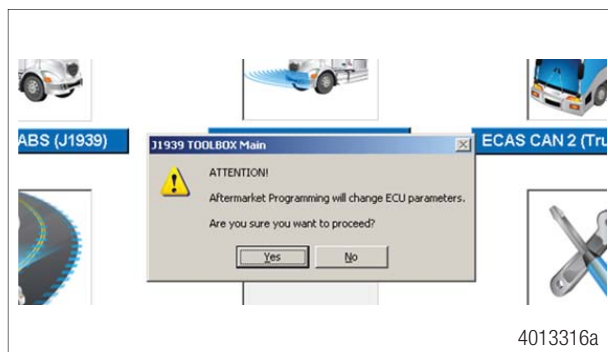 ABS (J1939)
J1939 TOOLBOX Main
ECAS CAN 2 (Tru
ATTENTION!
Aftermarket Programming will change ECU parameters.
Are you sure you want to proceed?
Yes
No
4013316a